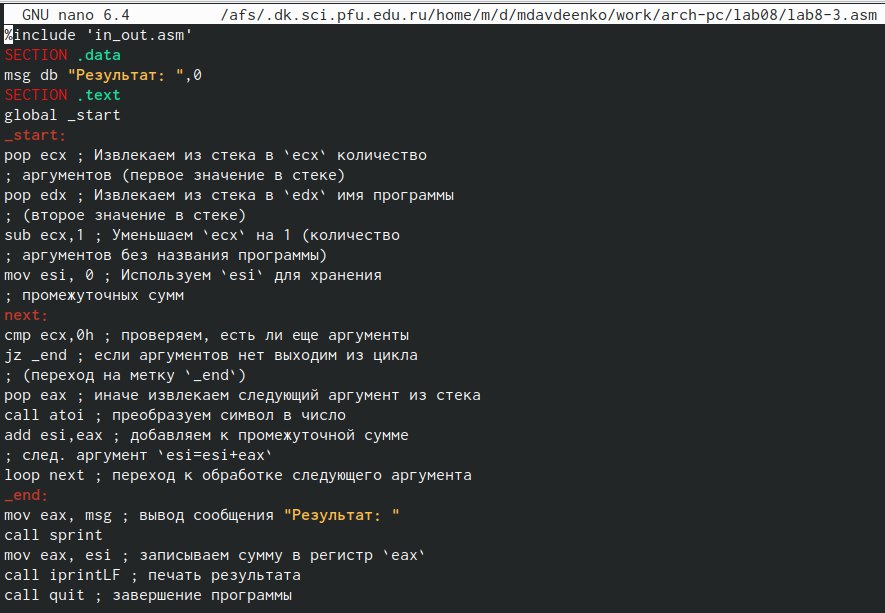 GNU nano 6.4 /afs/.dk.sci.pfu.edu.ru/home/m/d/mdavdeenko/work/arch-pc/lab08/lab8-3.asm
%include 'in_out.asm'
SECTION .data
msg db "Результат: ",0
SECTION .text
global _start
_start:
pop ecx ; Извлекаем из стека в `ecx` количество
; аргументов (первое значение в стеке)
pop edx ; Извлекаем из стека в `edx` имя программы
; (второе значение в стеке)
sub ecx,1 ; Уменьшаем `ecx` на 1 (количество
; аргументов без названия программы)
mov esi, 0 ; Используем `esi` для хранения
; промежуточных сумм
next:
cmp ecx,0h ; проверяем, есть ли еще аргументы
jz _end ; если аргументов нет выходим из цикла
; (переход на метку `_end`)
pop eax ; иначе извлекаем следующий аргумент из стека
call atoi ; преобразуем символ в число
add esi,eax ; добавляем к промежуточной сумме
; след. аргумент `esi=esi+eax`
loop next ; переход к обработке следующего аргумента
_end:
mov eax, msg ; вывод сообщения "Результат: "
call sprint
mov eax, esi ; записываем сумму в регистр `eax`
call iprintLF ; печать результата
call quit ; завершение программы